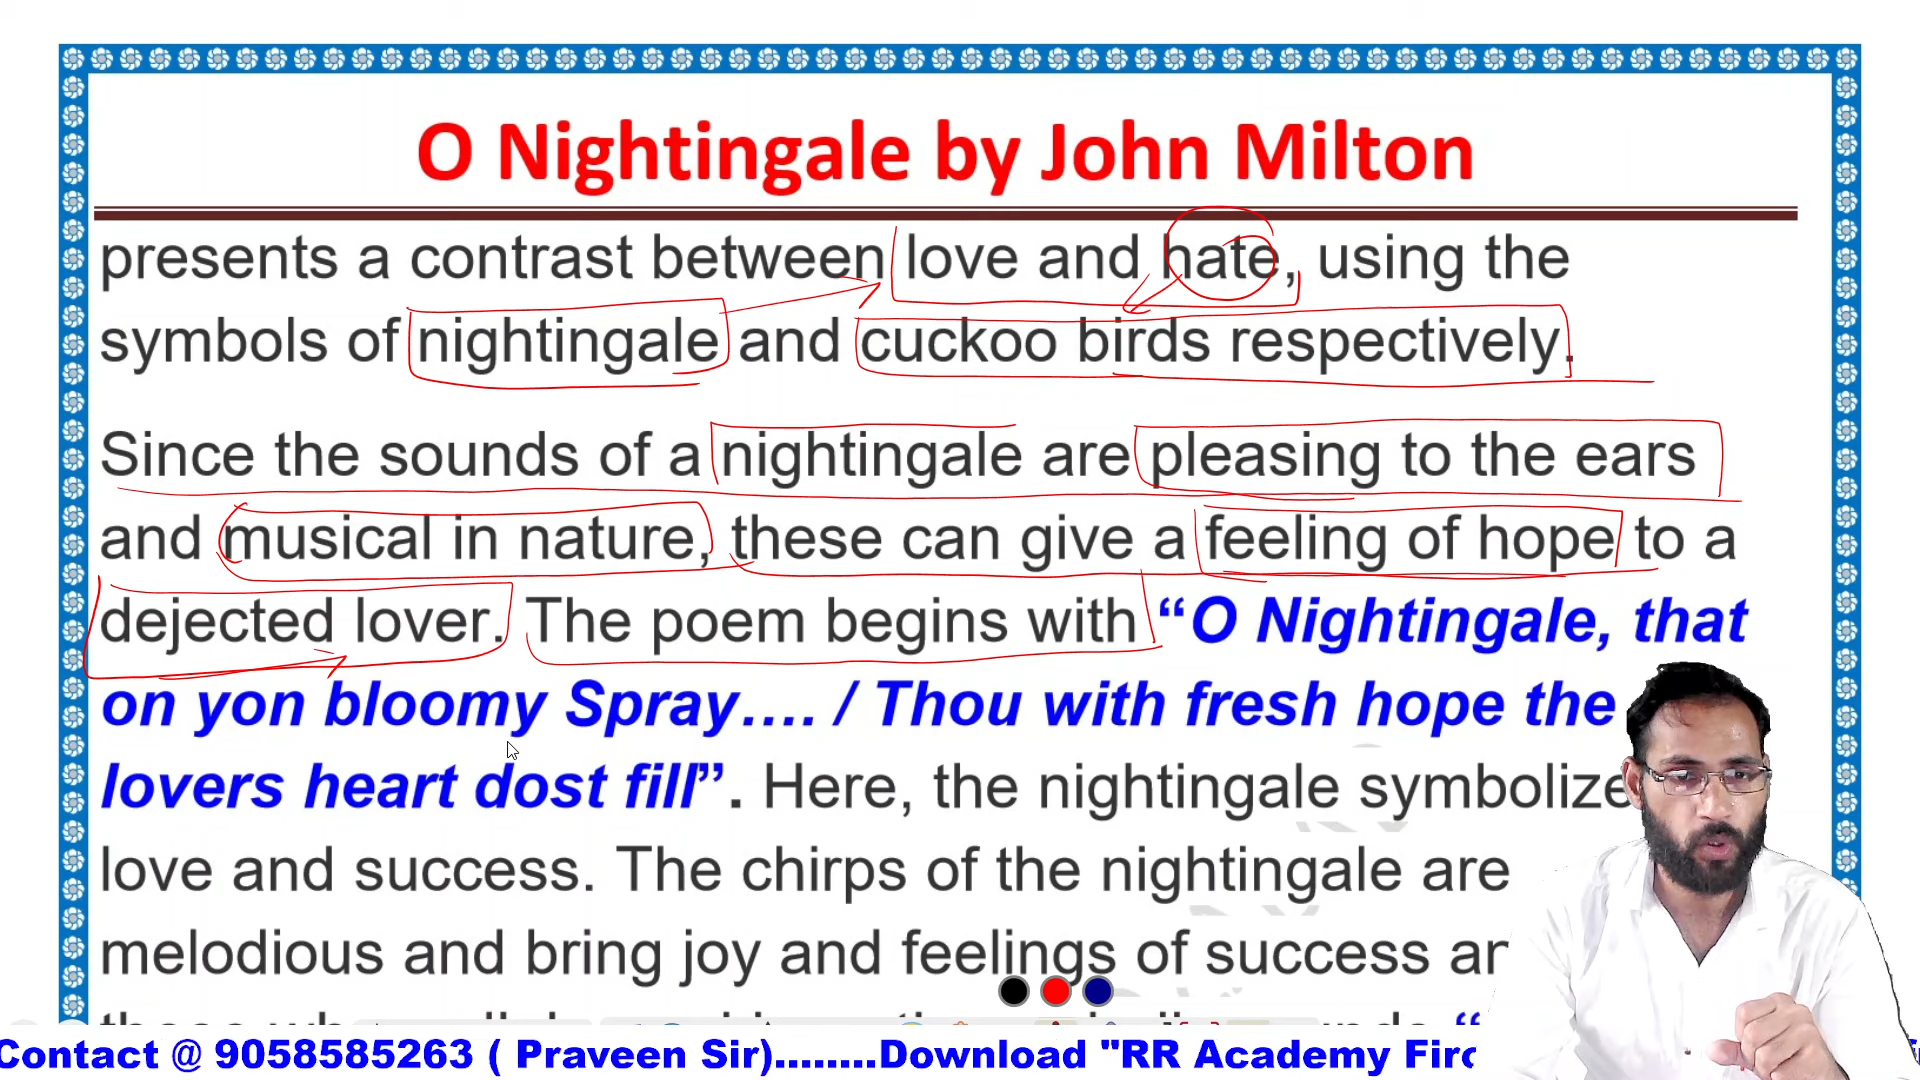 O Nightingale by John Milton
presents a contrast between love and hate, using the
symbols of nightingale and cuckoo birds respectively.
Since the sounds of a nightingale are pleasing to the ears
and musical in nature, these can give a feeling of hope to a
dejected lover. The poem begins with “O Nightingale, that
on yon bloomy Spray…. / Thou with fresh hope the
lovers heart dost fill”. Here, the nightingale symbolize
love and success. The chirps of the nightingale are
melodious and bring joy and feelings of success an
Contact @ 9058585263 ( Praveen Sir)........Download "RR Academy Firo